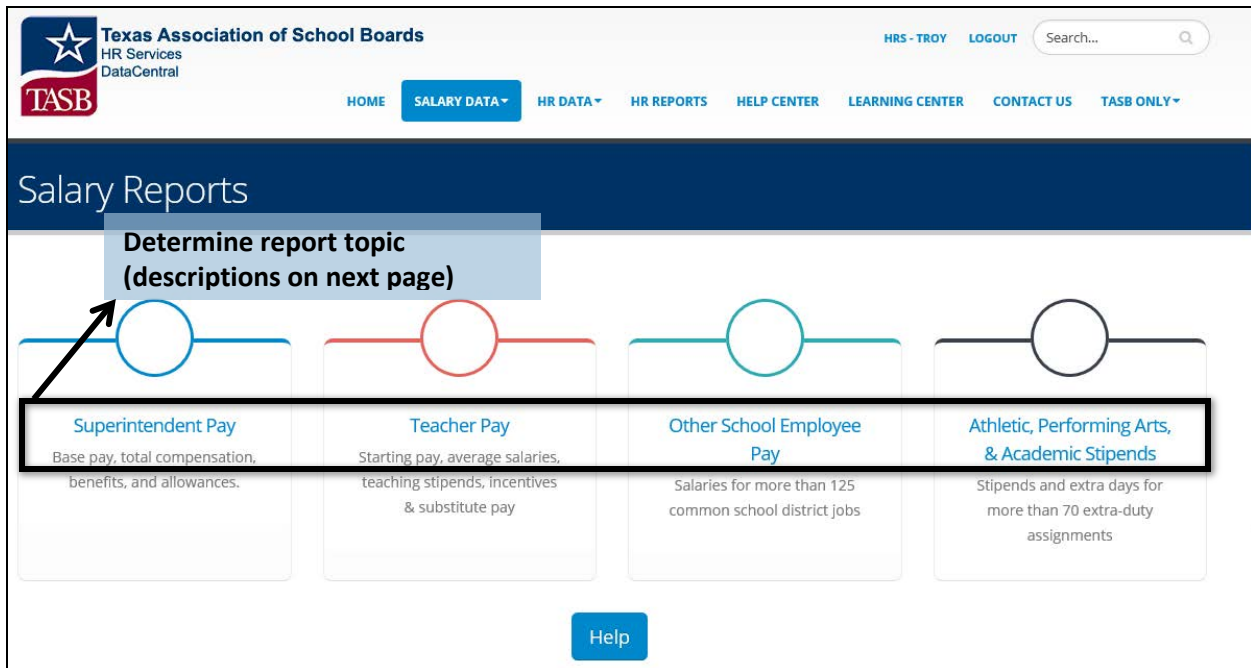 Texas Association of School Boards
HR Services
DataCentral
TASB
HRS - TROY LOGOUT Search...
HOME SALARY DATA HR DATA HR REPORTS HELP CENTER LEARNING CENTER CONTACT US TASB ONLY
Salary Reports
Determine report topic
(descriptions on next page)
Superintendent Pay
Base pay, total compensation,
benefits, and allowances.
Teacher Pay
Starting pay, average salaries,
teaching stipends, incentives
& substitute pay
Other School Employee
Pay
Salaries for more than 125
common school district jobs
Athletic, Performing Arts,
& Academic Stipends
Stipends and extra days for
more than 70 extra-duty
assignments
Help